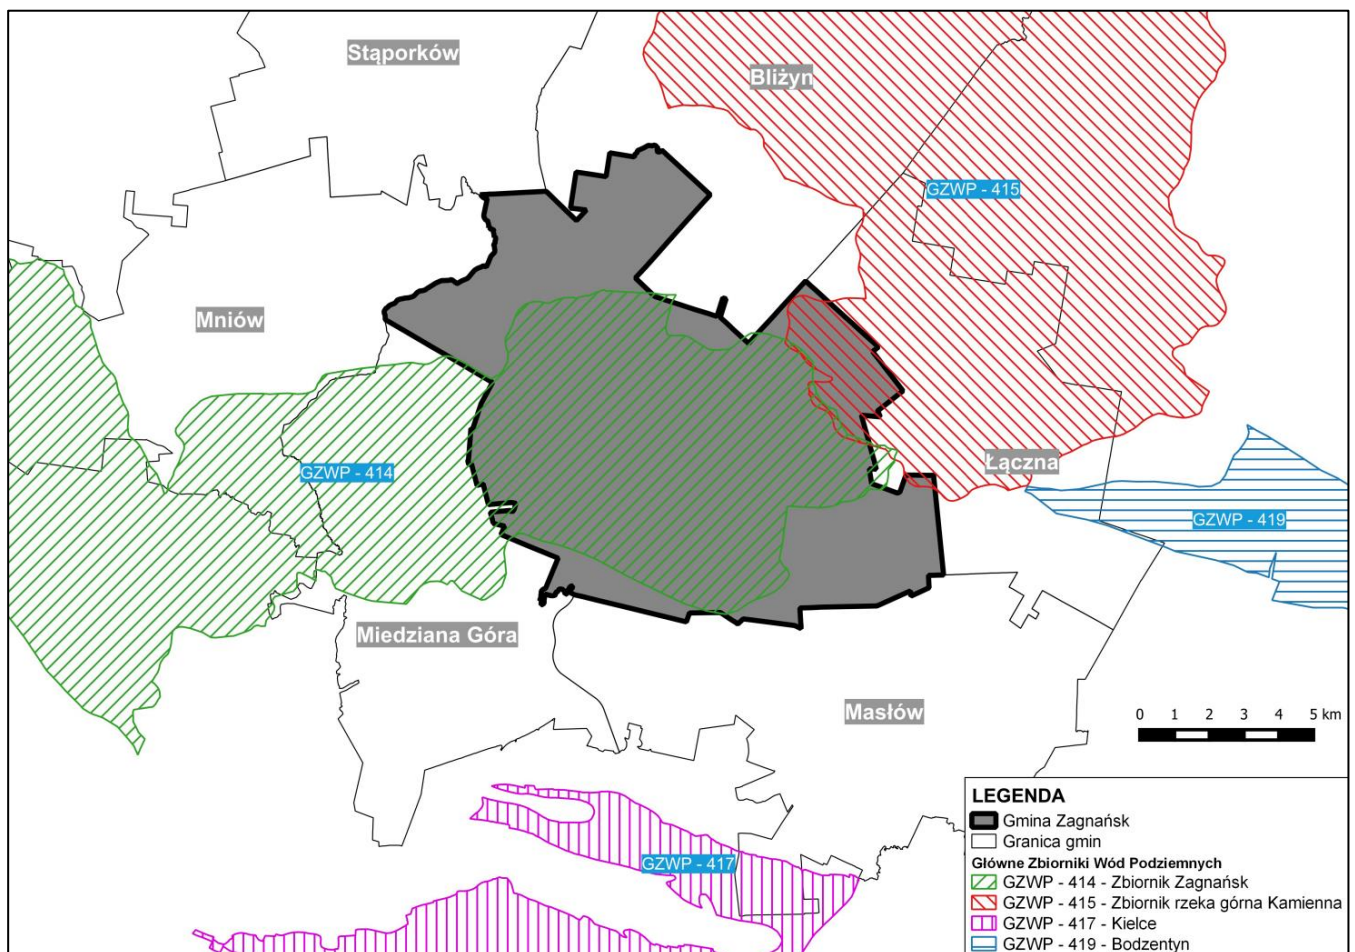 Stąporków
Bliżyn
GZWP - 415
Mniów
GZWP - 414
Łączna
GZWP - 419
Miedziana Góra
Masłów
0 1 2 3 4 5 km
GZWP - 417
LEGENDA
Gmina Zagnańsk
Granica gmin
Główne Zbiorniki Wód Podziemnych
GZWP - 414 - Zbiornik Zagnańsk
GZWP - 415 - Zbiornik rzeka górna Kamienna
GZWP - 417 - Kielce
GZWP - 419 - Bodzentyn